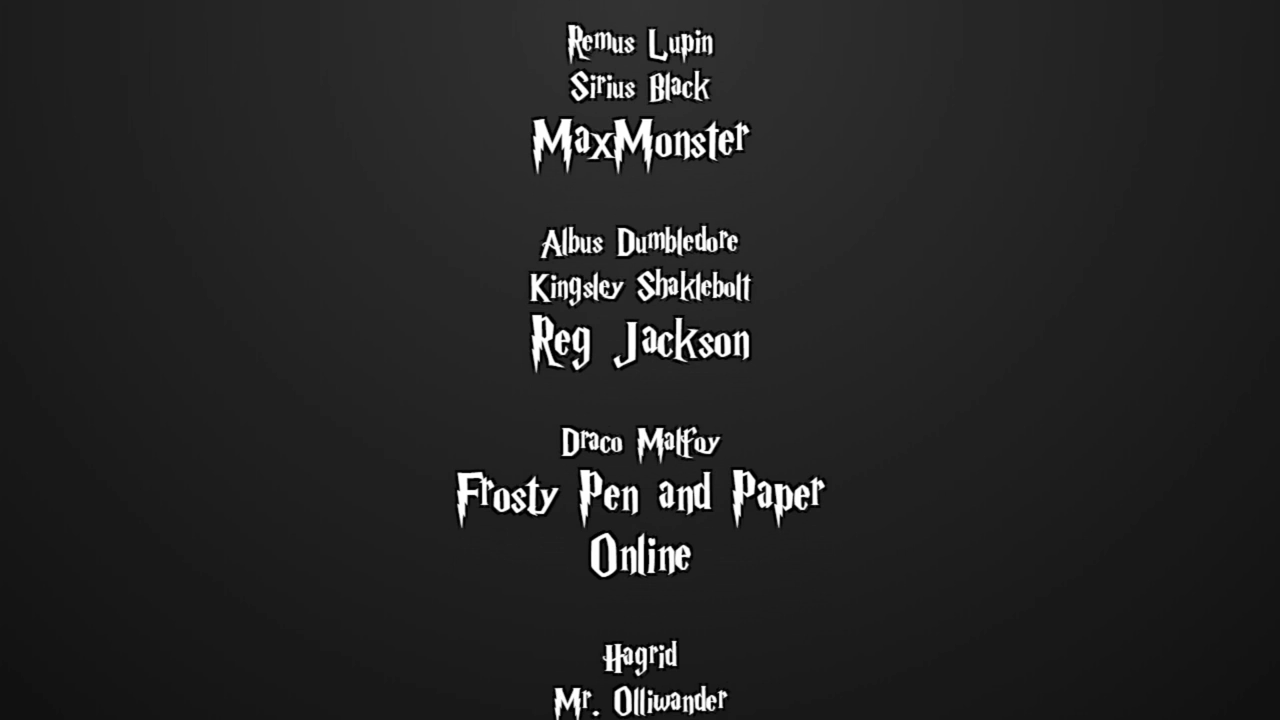 Remus Lupin
Sirius Black
MaxMonster
Albus Dumbledore
Kingsley Shaklebolt
Reg Jackson
Draco Malfoy
Frosty Pen and Paper
Online
Hagrid
Mr. Olliwander